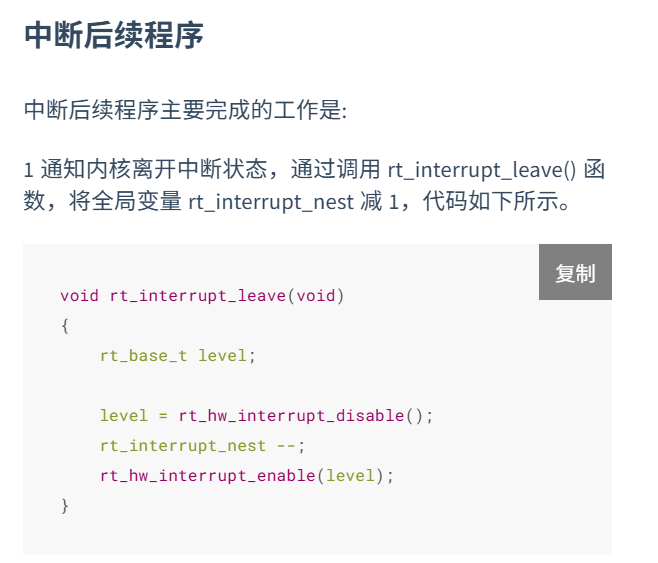 中断后续程序
中断后续程序主要完成的工作是:
1 通知内核离开中断状态，通过调用 rt_interrupt_leave() 函
数，将全局变量 rt_interrupt_nest 减 1，代码如下所示。
复制
void rt_interrupt_leave(void)
{
    rt_base_t level;

    level = rt_hw_interrupt_disable();
    rt_interrupt_nest --;
    rt_hw_interrupt_enable(level);
}